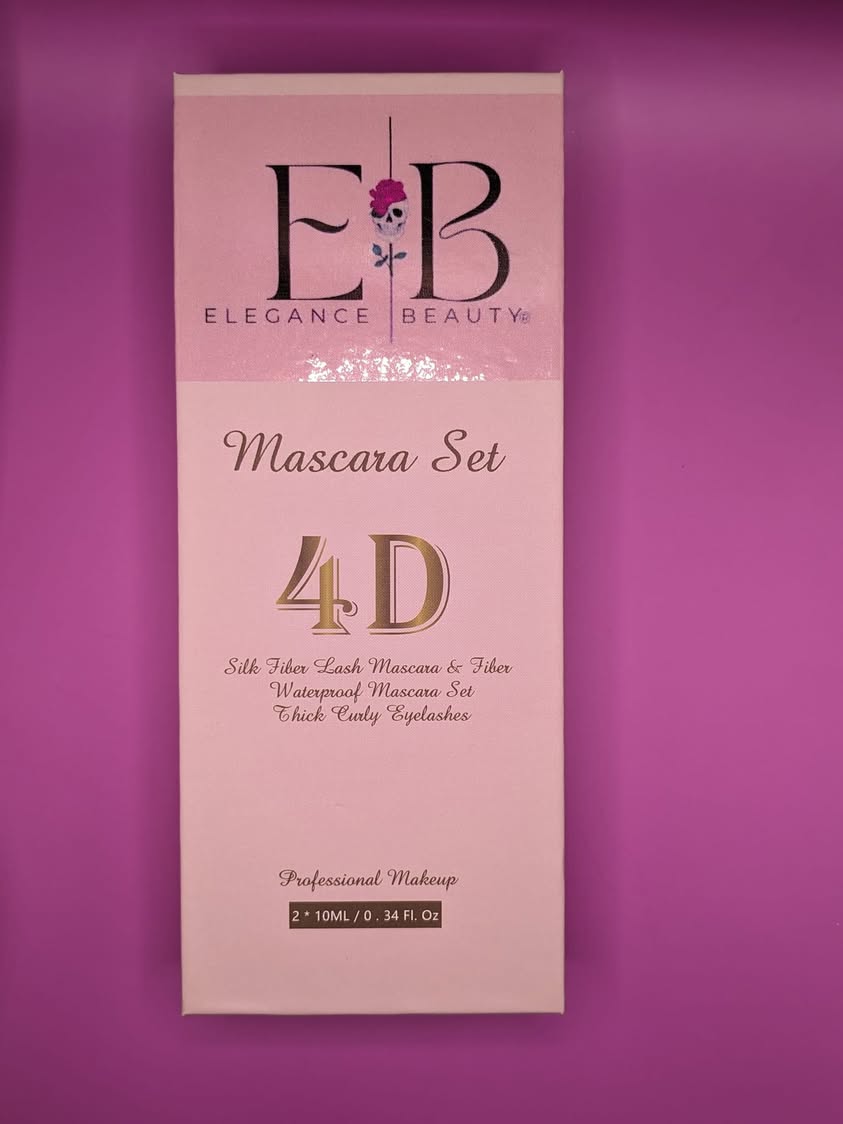 E B
ELEGANCE BEAUTY®
Mascara Set
4D
Silk Fiber Lash Mascara & Fiber
Waterproof Mascara Set
Thick Curly Eyelashes
Professional Makeup
2 * 10ML / 0 . 34 Fl. Oz